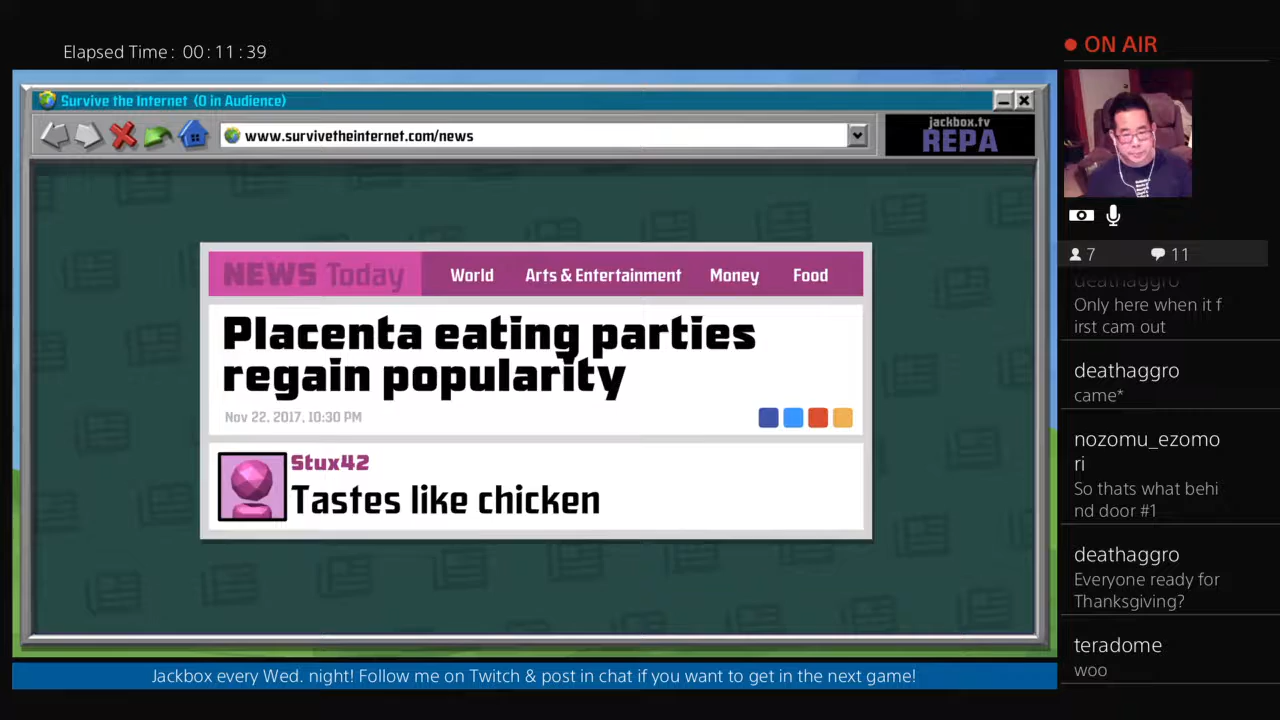 Elapsed Time: 00:11:39
ON AIR
Survive the Internet (0 in Audience)
www.survivetheinternet.com/news
jackbox.tv
REPA
NEWS Today
World
Arts & Entertainment
Money
Food
Placenta eating parties
regain popularity
Nov 22, 2017, 10:30 PM
Stux42
Tastes like chicken
7
11
deathaggro
Only here when it f
irst cam out
deathaggro
came*
nozomu_ezomo
ri
So thats what behi
nd door #1
deathaggro
Everyone ready for
Thanksgiving?
teradome
woo
Jackbox every Wed. night! Follow me on Twitch & post in chat if you want to get in the next game!